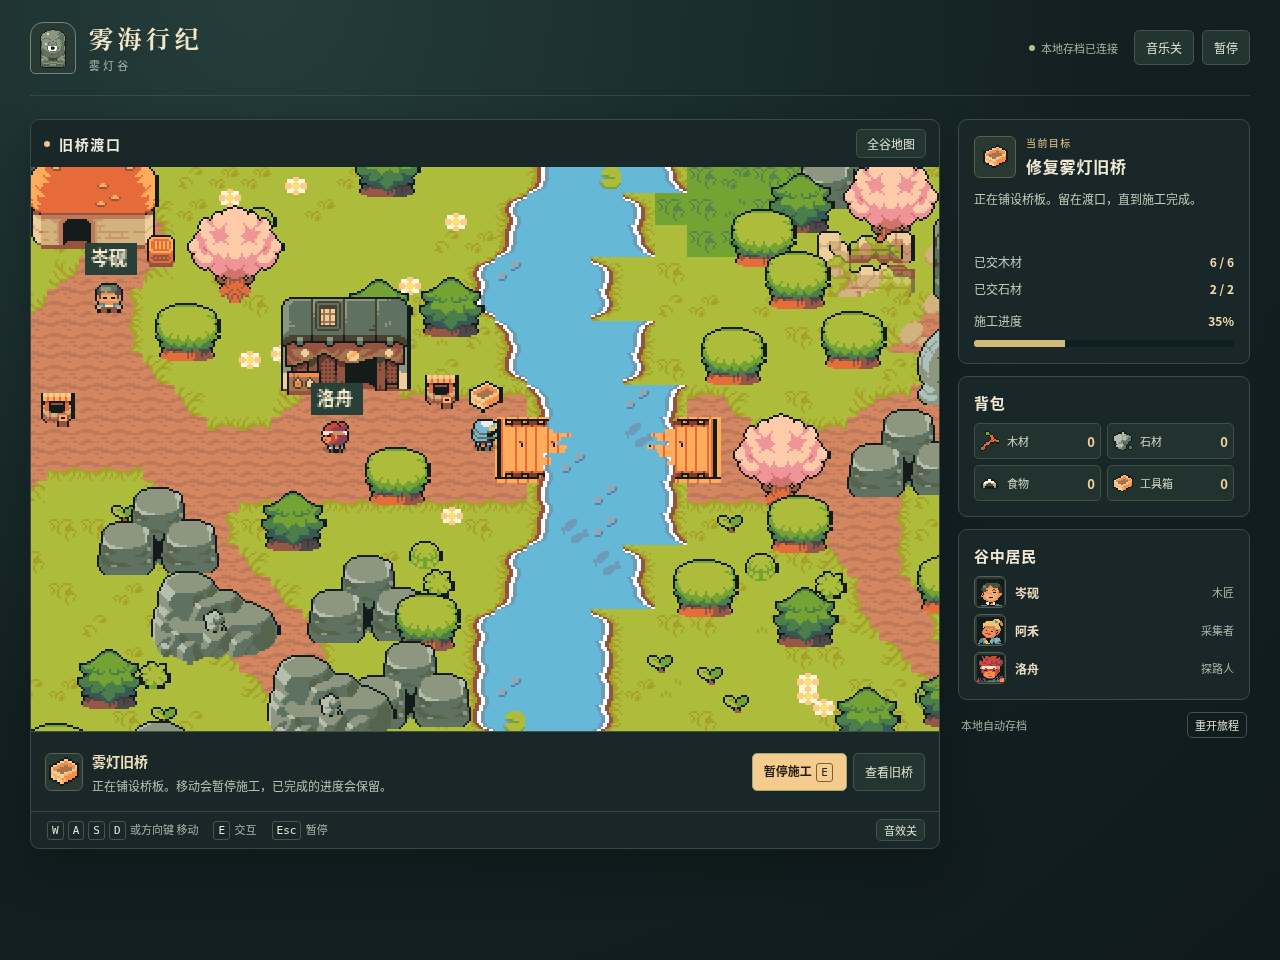 雾海行纪
雾灯谷
本地存档已连接
音乐关
暂停
旧桥渡口
全谷地图
岑砚
洛舟
雾灯旧桥
正在铺设桥板。移动会暂停施工，已完成的进度会保留。
暂停施工 E
查看旧桥
W A S D 或方向键 移动 E 交互 Esc 暂停
音效关
当前目标
修复雾灯旧桥
正在铺设桥板。留在渡口，直到施工完成。
已交木材 6 / 6
已交石材 2 / 2
施工进度 35%
背包
木材 0 石材 0
食物 0 工具箱 0
谷中居民
岑砚 木匠
阿禾 采集者
洛舟 探路人
本地自动存档 重开旅程